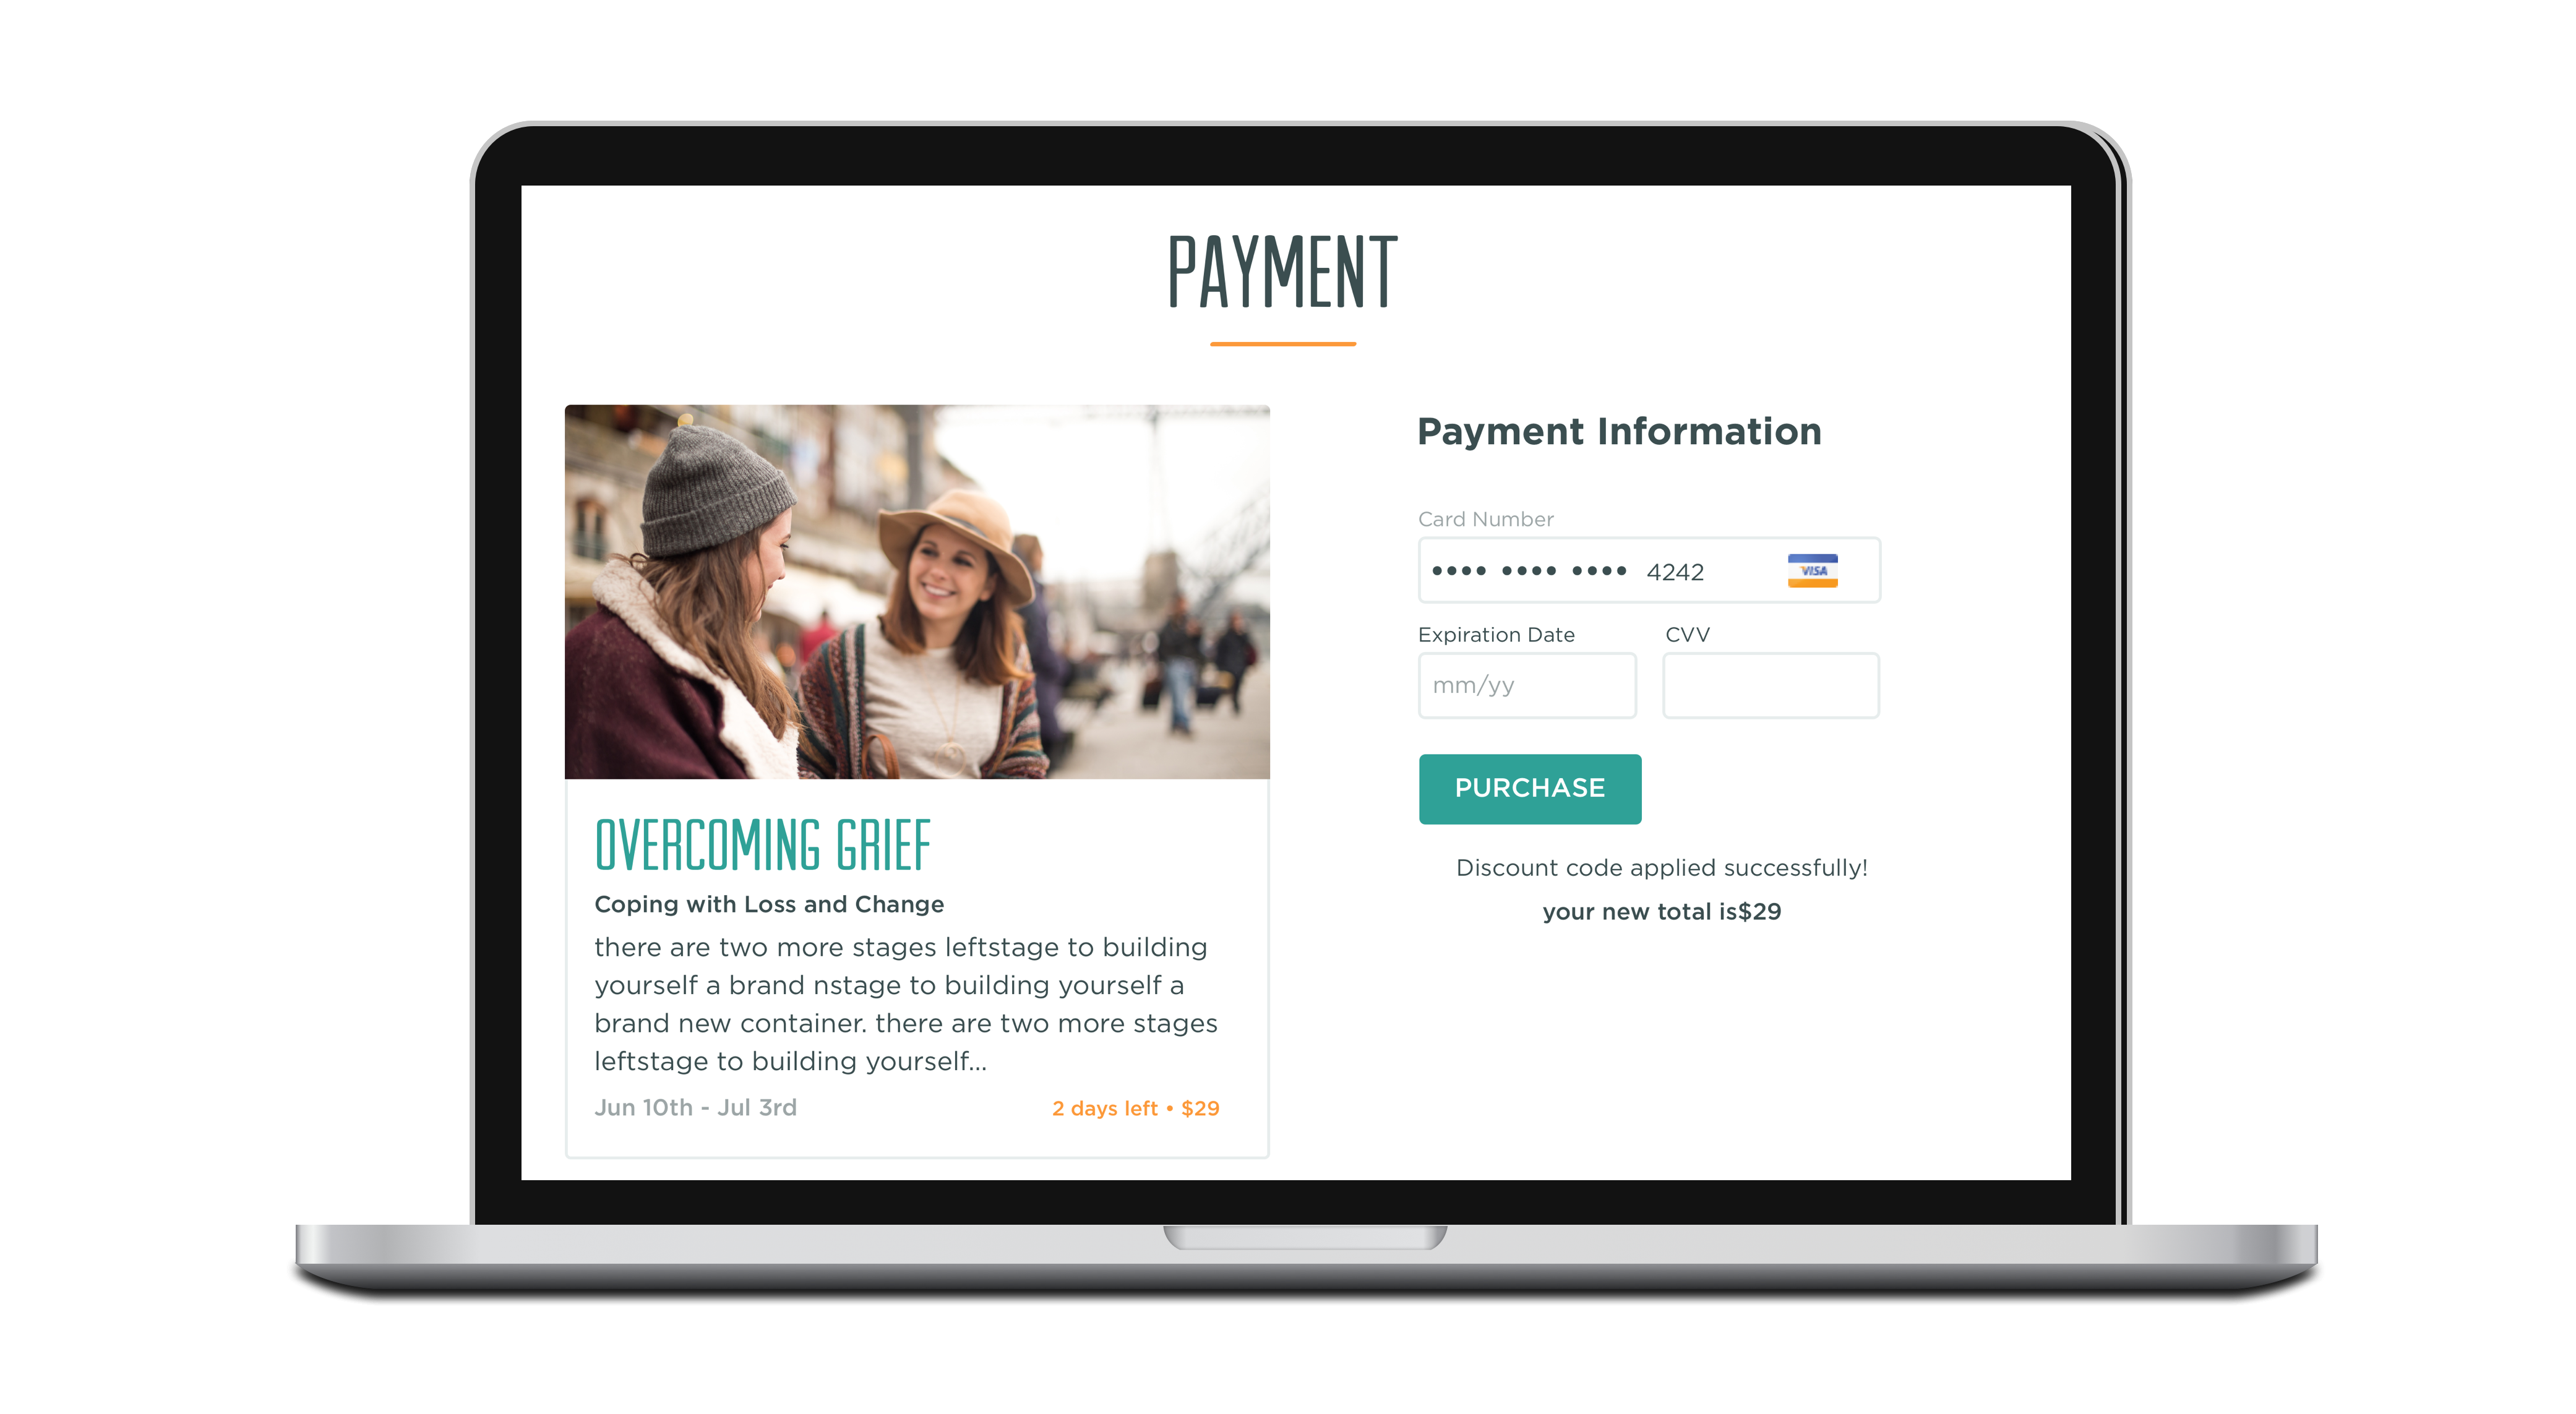 PAYMENT
OVERCOMING GRIEF
Coping with Loss and Change
there are two more stages leftstage to building
yourself a brand nstage to building yourself a
brand new container. there are two more stages
leftstage to building yourself...
Jun 10th - Jul 3rd
2 days left • $29
Payment Information
Card Number
•••• •••• •••• 4242
VISA
Expiration Date
CVV
mm/yy
PURCHASE
Discount code applied successfully!
your new total is$29